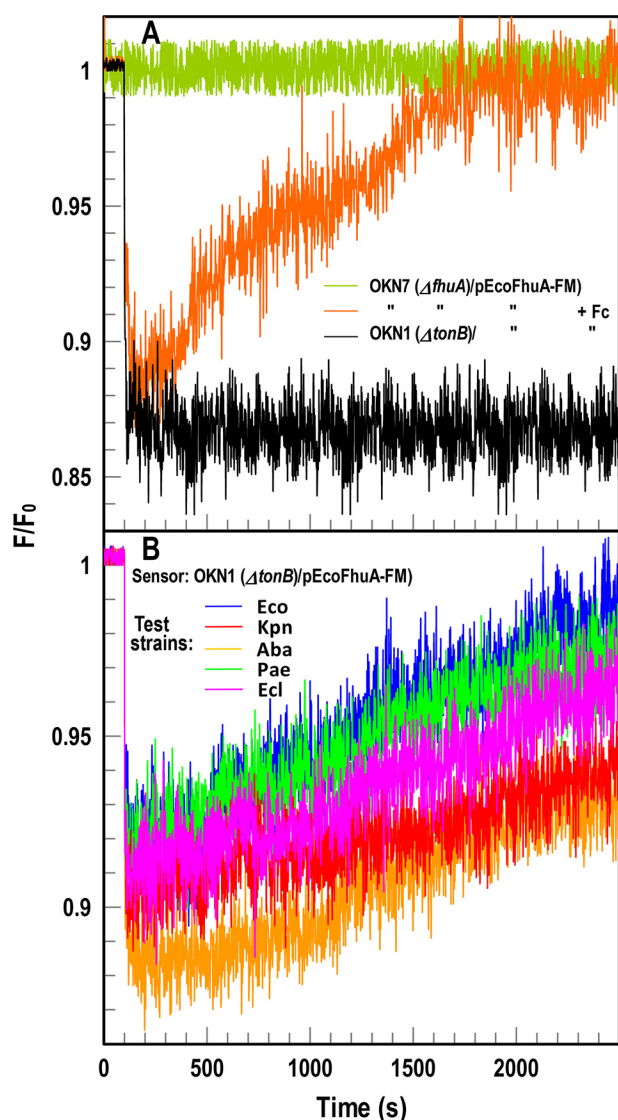 A
1
0.95
0.9
0.85
OKN7 (ΔfhuA)/pEcoFhuA-FM)
" " " + Fc
OKN1 (ΔtonB)/ " "
F/F0
B
1
0.95
0.9
Sensor: OKN1 (ΔtonB)/pEcoFhuA-FM)
Test strains:
Eco
Kpn
Aba
Pae
Ecl
0 500 1000 1500 2000
Time (s)